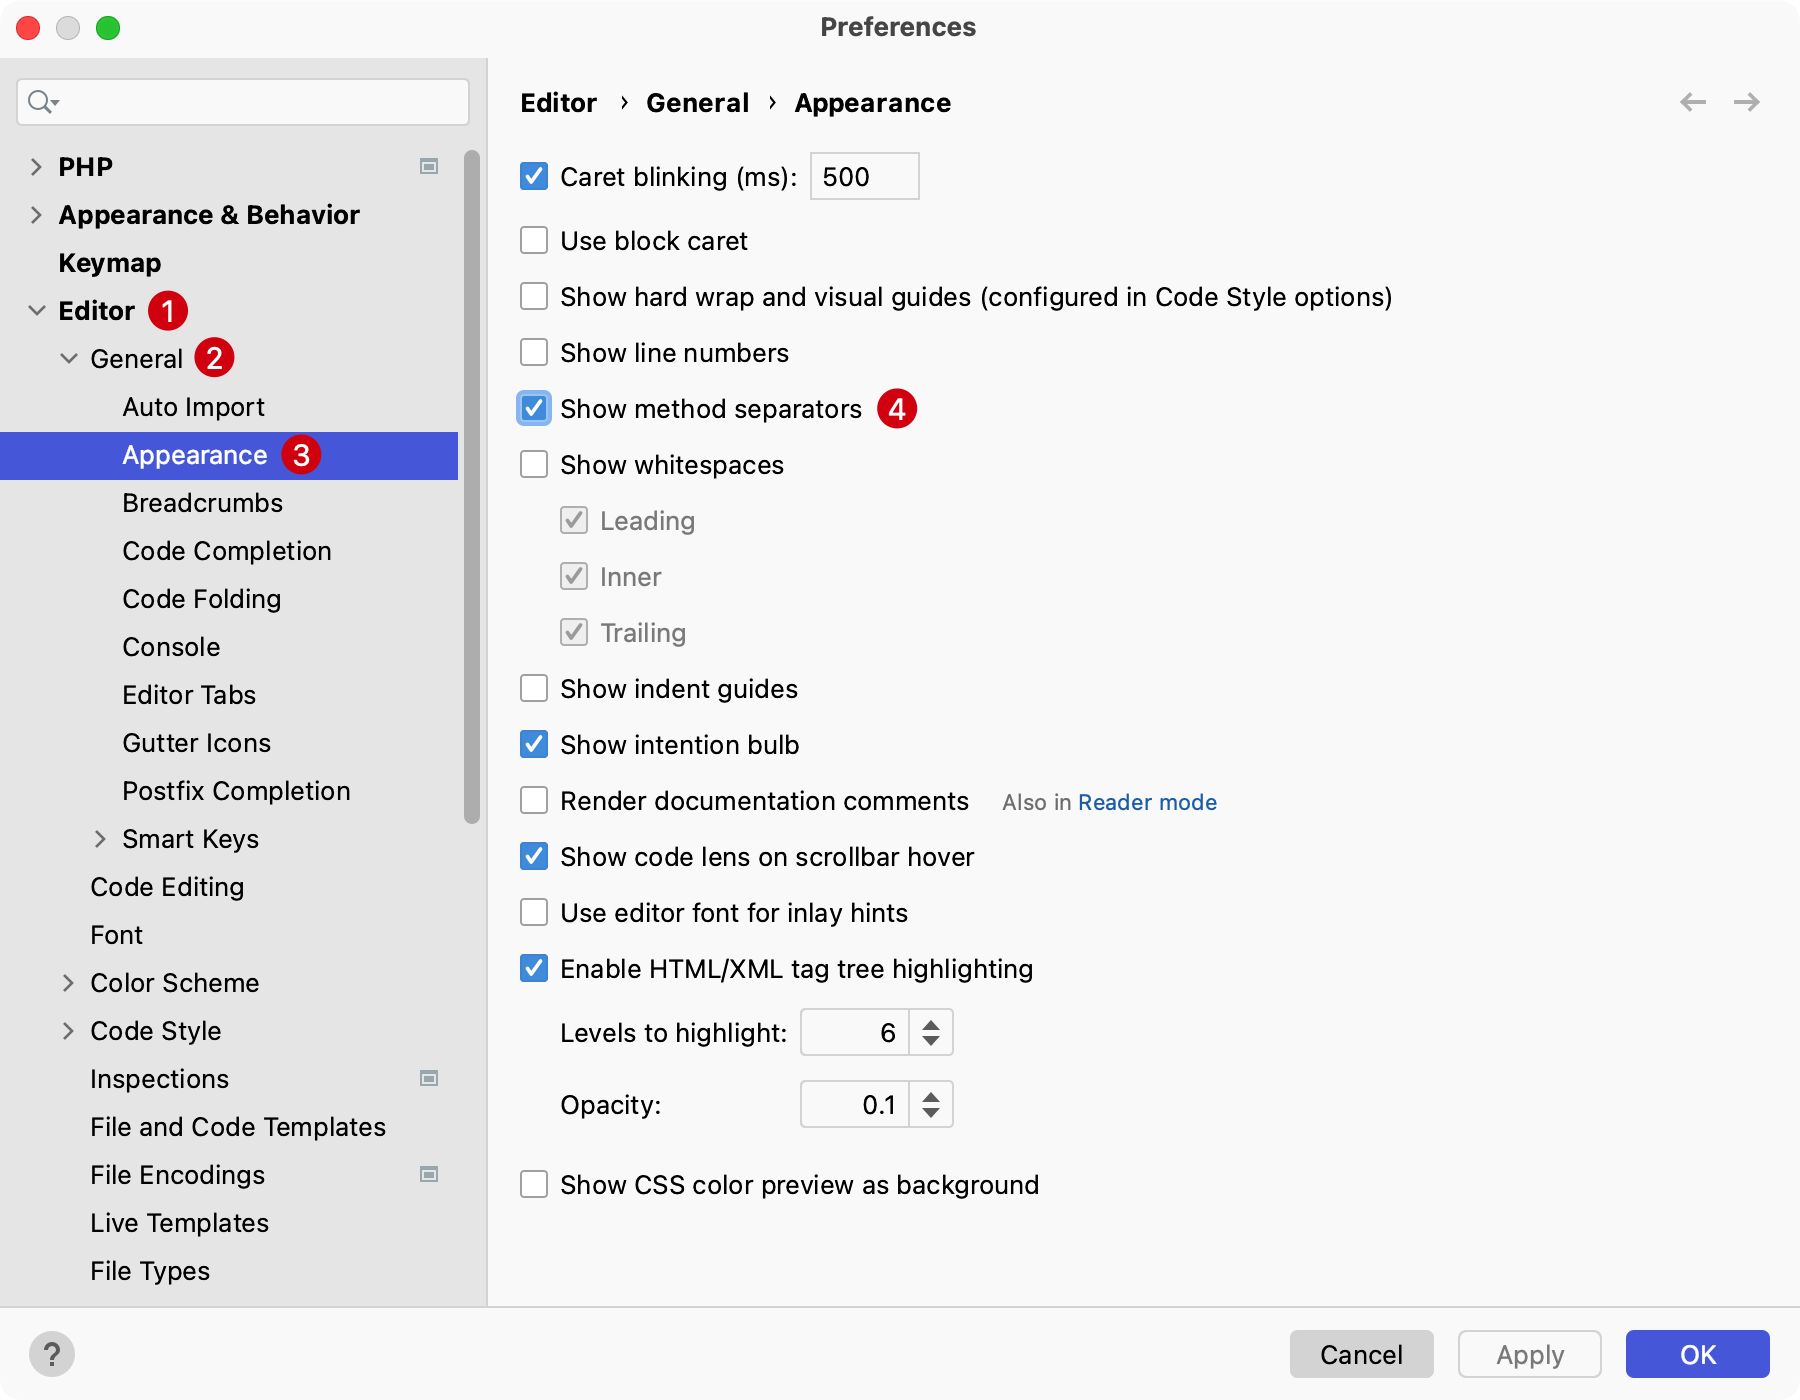 Preferences
PHP
Appearance & Behavior
Keymap
Editor 1
General 2
Auto Import
Appearance 3
Breadcrumbs
Code Completion
Code Folding
Console
Editor Tabs
Gutter Icons
Postfix Completion
Smart Keys
Code Editing
Font
Color Scheme
Code Style
Inspections
File and Code Templates
File Encodings
Live Templates
File Types
Editor › General › Appearance
Caret blinking (ms): 500
Use block caret
Show hard wrap and visual guides (configured in Code Style options)
Show line numbers
Show method separators 4
Show whitespaces
Leading
Inner
Trailing
Show indent guides
Show intention bulb
Render documentation comments Also in Reader mode
Show code lens on scrollbar hover
Use editor font for inlay hints
Enable HTML/XML tag tree highlighting
Levels to highlight: 6
Opacity: 0.1
Show CSS color preview as background
? Cancel Apply OK